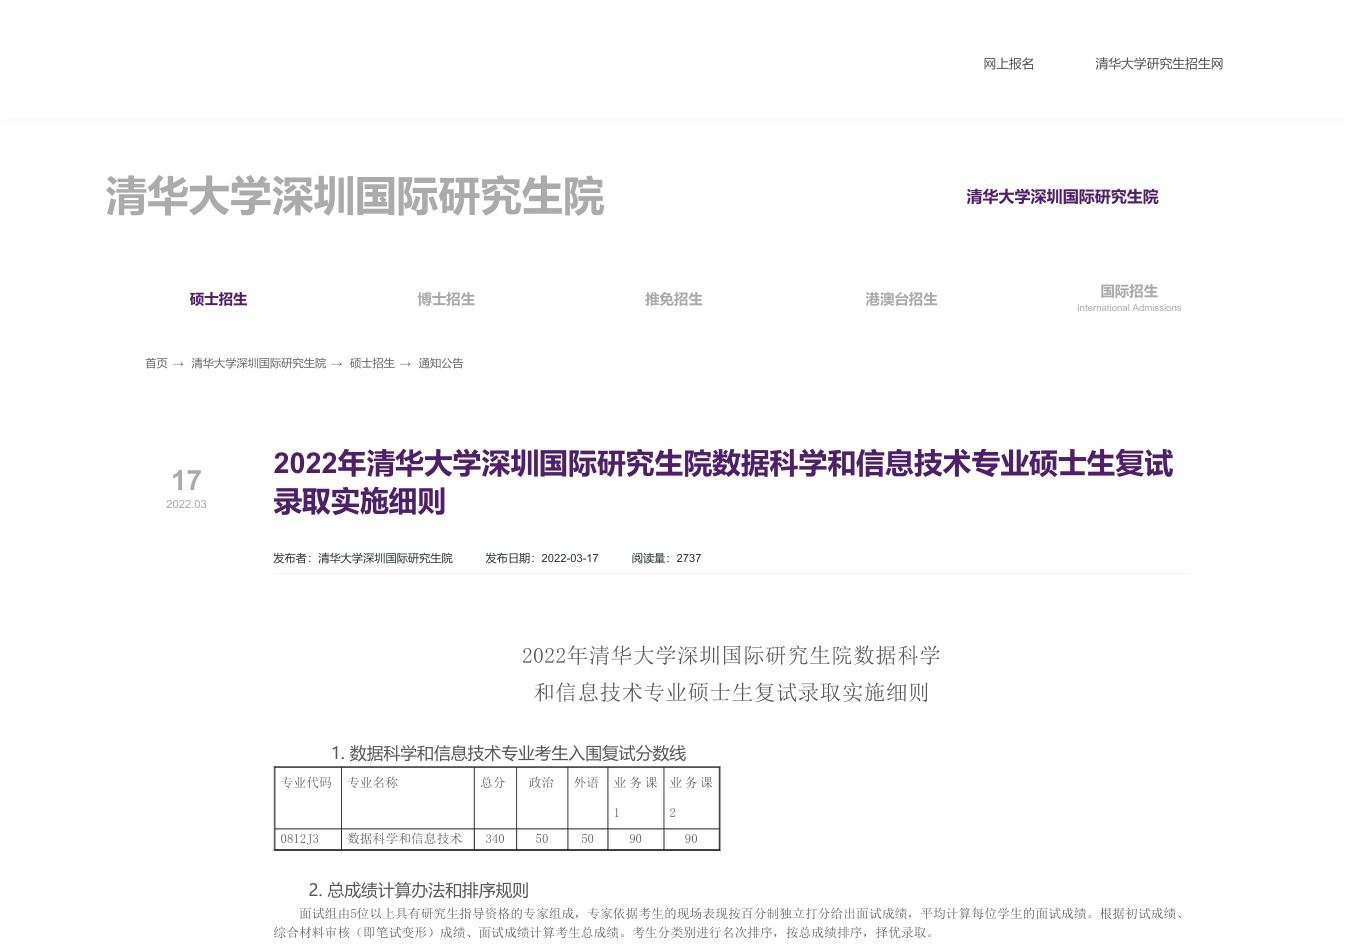 网上报名 清华大学研究生招生网
清华大学深圳国际研究生院 清华大学深圳国际研究生院
硕士招生 博士招生 推免招生 港澳台招生 国际招生
International Admissions
首页 → 清华大学深圳国际研究生院 → 硕士招生 → 通知公告
17
2022.03
2022年清华大学深圳国际研究生院数据科学和信息技术专业硕士生复试
录取实施细则
发布者：清华大学深圳国际研究生院 发布日期：2022-03-17 阅读量：2737
2022年清华大学深圳国际研究生院数据科学
和信息技术专业硕士生复试录取实施细则
1. 数据科学和信息技术专业考生入围复试分数线
专业代码 专业名称 总分 政治 外语 业务课 业务课
1 2
0812J3 数据科学和信息技术 340 50 50 90 90
2. 总成绩计算办法和排序规则
面试组由5位以上具有研究生指导资格的专家组成，专家依据考生的现场表现按百分制独立打分给出面试成绩，平均计算每位学生的面试成绩。根据初试成绩、
综合材料审核（即笔试变形）成绩、面试成绩计算考生总成绩。考生分类别进行名次排序，按总成绩排序，择优录取。